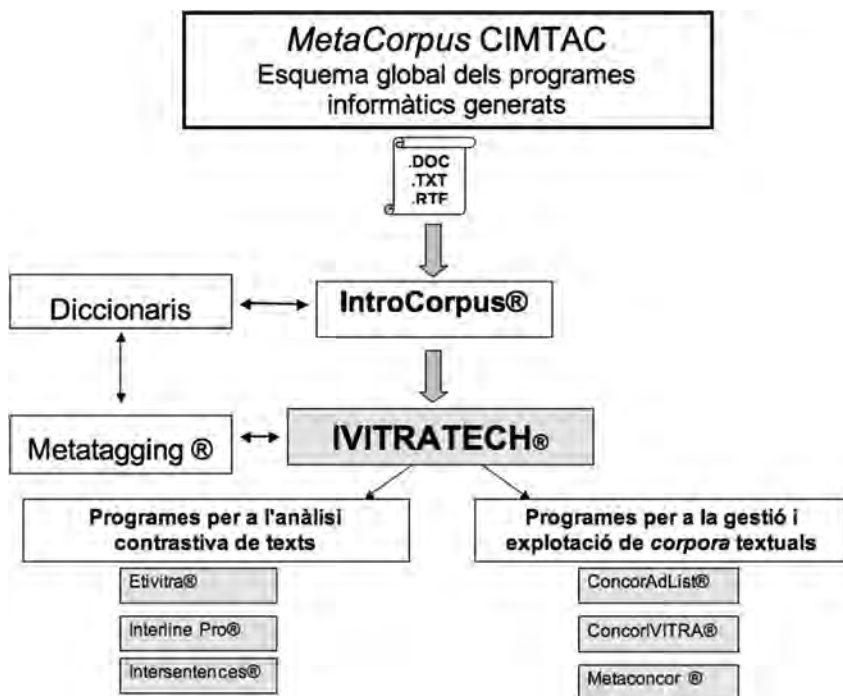 MetaCorpus CIMTAC
Esquema global dels programes
informàtics generats
.DOC
.TXT
.RTF
Diccionaris
IntroCorpus®
Metatagging ®
IVITRATECH®
Programes per a l'anàlisi
contrastiva de texts
Etivitra®
Interline Pro®
Intersentences®
Programes per a la gestió i
explotació de corpora textuals
ConcorAdList®
ConcorIVITRA®
Metaconcor ®